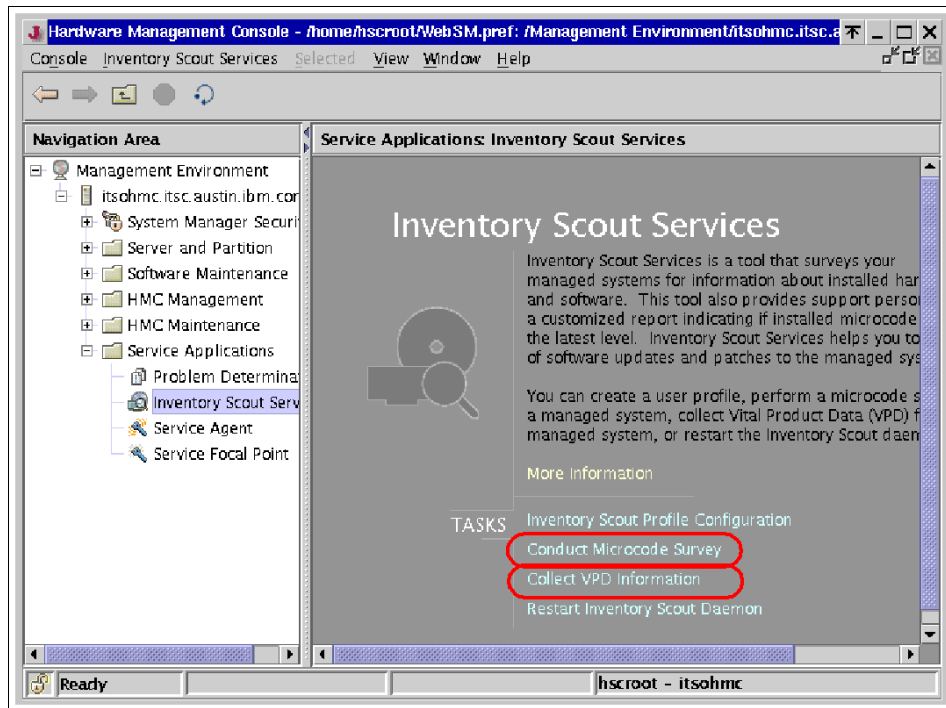 Hardware Management Console - /home/hscroot/WebSM.pref: /Management Environment/itsohmc.itsc.a
Console Inventory Scout Services Selected View Window Help
Navigation Area
Service Applications: Inventory Scout Services
Management Environment
itsohmc.itsc.austin.ibm.com
System Manager Securi
Server and Partition
Software Maintenance
HMC Management
HMC Maintenance
Service Applications
Problem Determina
Inventory Scout Serv
Service Agent
Service Focal Point
Inventory Scout Services
Inventory Scout Services is a tool that surveys your
managed systems for information about installed har
and software. This tool also provides support perso
a customized report indicating if installed microcode
the latest level. Inventory Scout Services helps you to
of software updates and patches to the managed sys
You can create a user profile, perform a microcode s
a managed system, collect Vital Product Data (VPD) f
managed system, or restart the Inventory Scout daen
More Information
TASKS
Inventory Scout Profile Configuration
Conduct Microcode Survey
Collect VPD Information
Restart Inventory Scout Daemon
Ready
hscroot - itsohmc